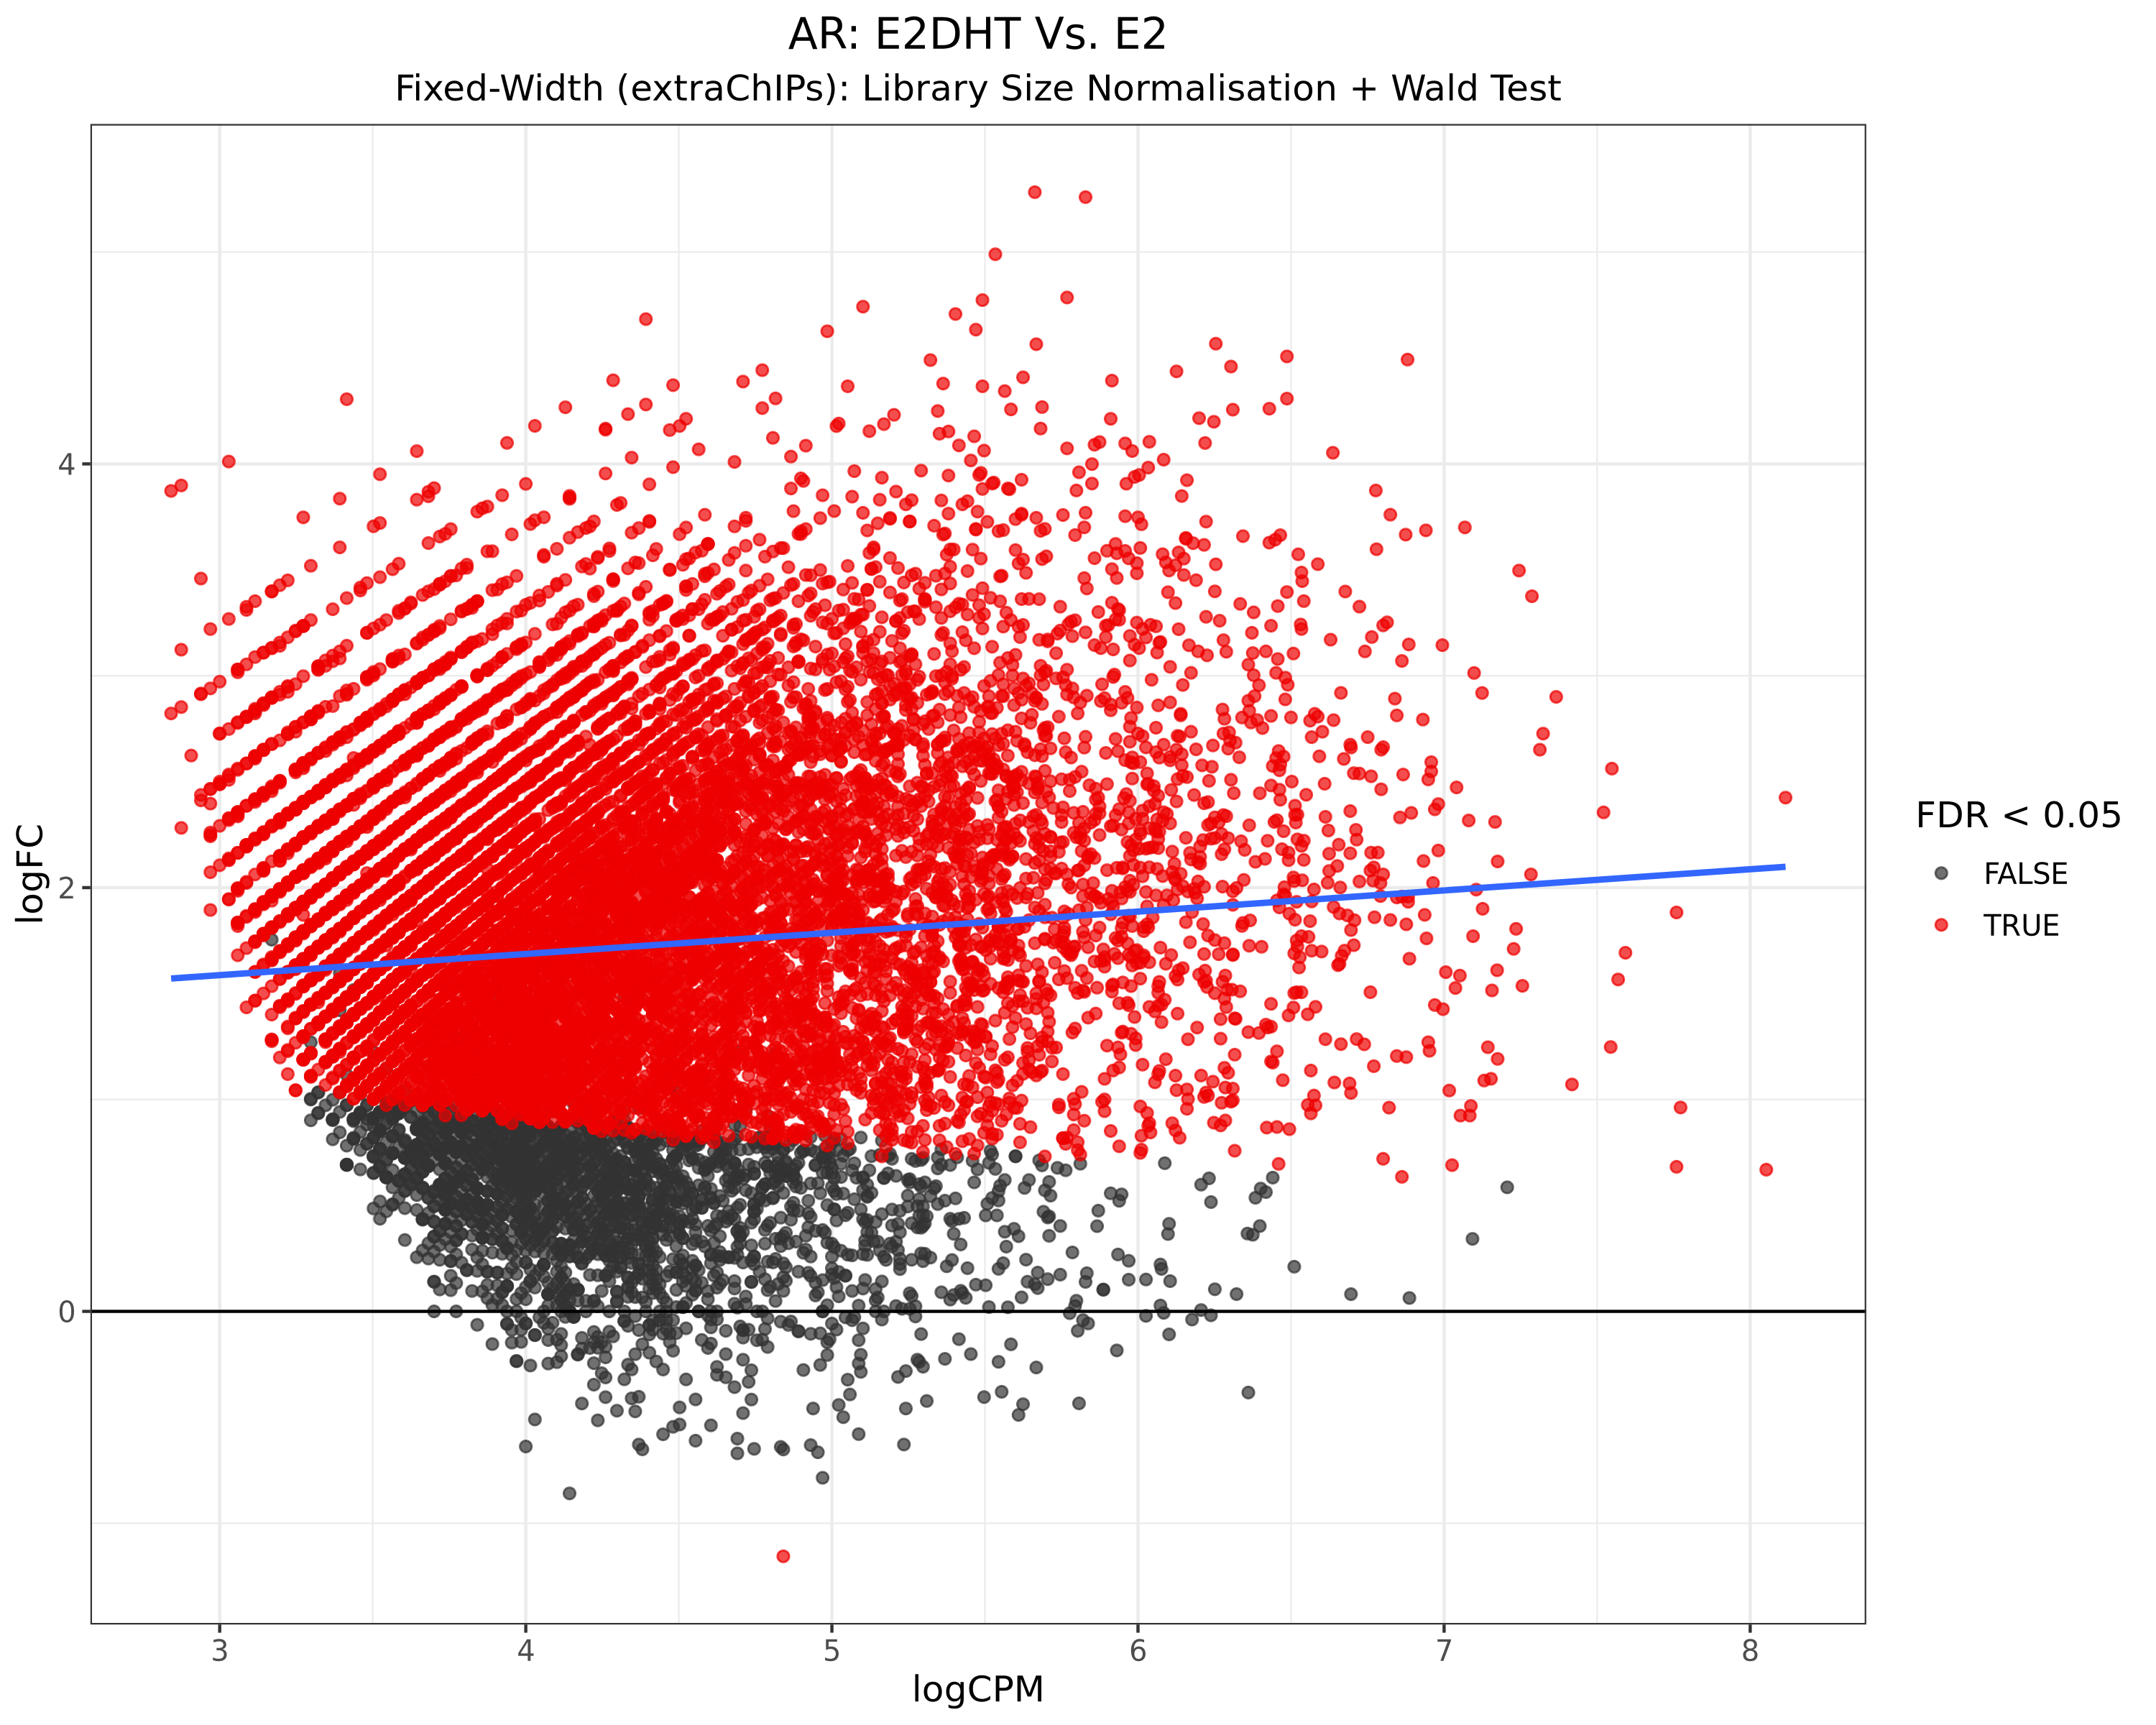 AR: E2DHT Vs. E2
Fixed-Width (extraChIPs): Library Size Normalisation + Wald Test
logFC
4
2
0
3 4 5 6 7 8
logCPM
FDR < 0.05
FALSE
TRUE